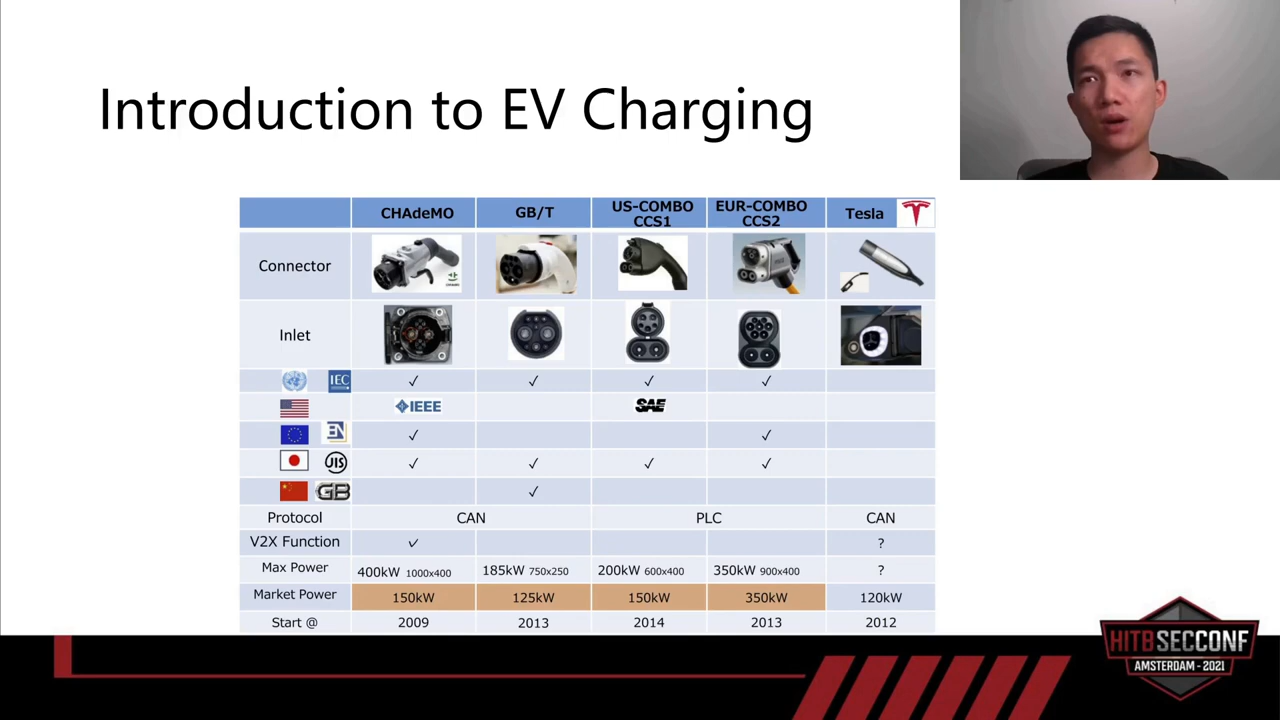 Introduction to EV Charging
CHAdeMO GB/T US-COMBO CCS1 EUR-COMBO CCS2 Tesla
Connector
Inlet
IEC ✓ ✓ ✓ ✓
IEEE SAE
EN ✓ ✓
JIS ✓ ✓ ✓ ✓
GB ✓
Protocol CAN PLC CAN
V2X Function ✓ ?
Max Power 400kW 1000x400 185kW 750x250 200kW 600x400 350kW 900x400 ?
Market Power 150kW 125kW 150kW 350kW 120kW
Start @ 2009 2013 2014 2013 2012
HITBSECCONF
AMSTERDAM - 2021